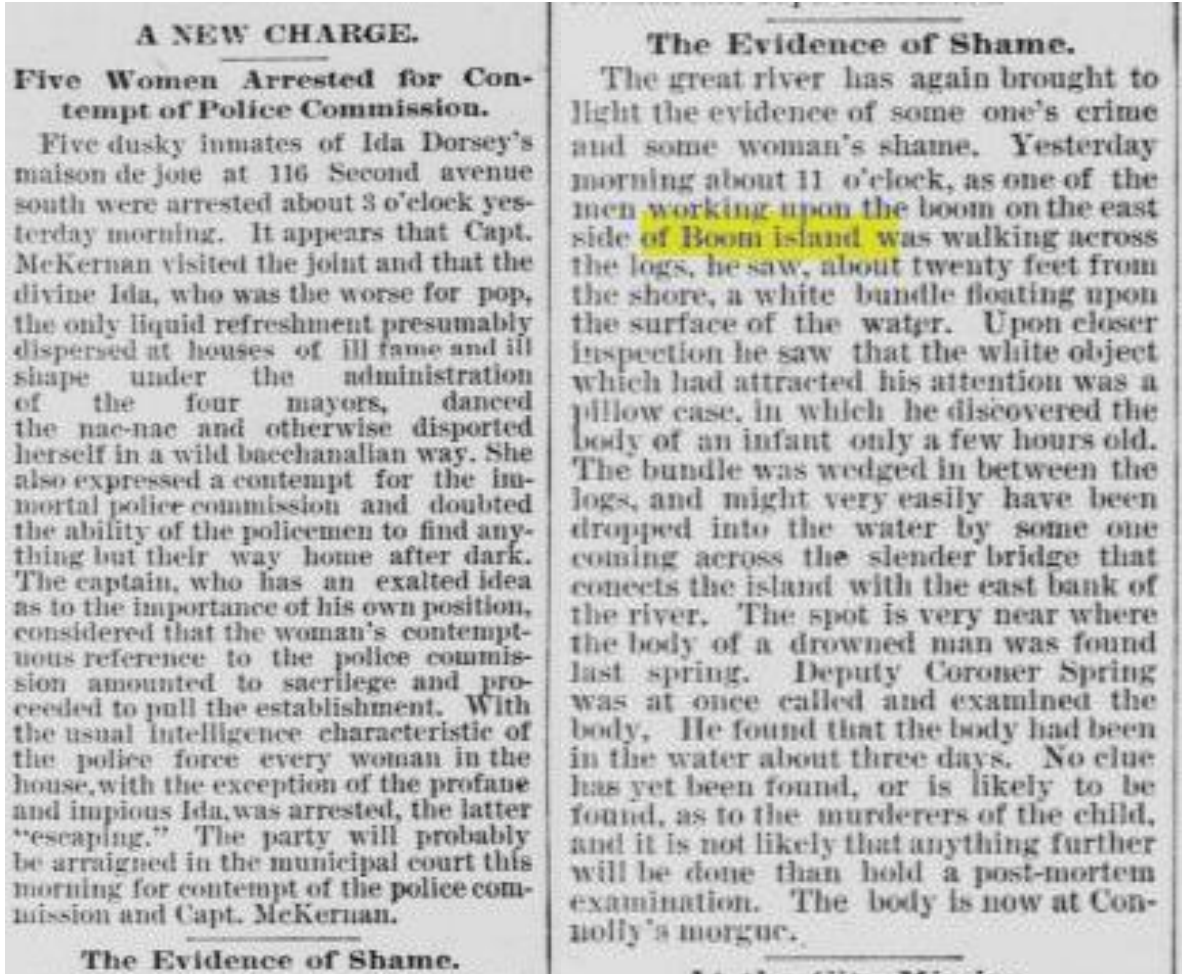 A NEW CHARGE.
Five Women Arrested for Con-
tempt of Police Commission.
Five dusky inmates of Ida Dorsey's
maison de joie at 116 Second avenue
south were arrested about 3 o'clock yes-
terday morning. It appears that Capt.
McKernan visited the joint and that the
divine Ida, who was the worse for pop,
the only liquid refreshment presumably
dispersed at houses of ill fame and ill
shape under the administration
of the four mayors, danced
the nac-nac and otherwise disported
herself in a wild bacchanalian way. She
also expressed a contempt for the im-
mortal police commission and doubted
the ability of the policemen to find any-
thing but their way home after dark.
The captain, who has an exalted idea
as to the importance of his own position,
considered that the woman's contempt-
uous reference to the police commis-
sion amounted to sacrilege and pro-
ceeded to pull the establishment. With
the usual intelligence characteristic of
the police force every woman in the
house, with the exception of the profane
and impious Ida, was arrested, the latter
"escaping." The party will probably
be arraigned in the municipal court this
morning for contempt of the police com-
mission and Capt. McKernan.
The Evidence of Shame.
The Evidence of Shame.
The great river has again brought to
light the evidence of some one's crime
and some woman's shame. Yesterday
morning about 11 o'clock, as one of the
men working upon the boom on the east
side of Boom island was walking across
the logs, he saw, about twenty feet from
the shore, a white bundle floating upon
the surface of the water. Upon closer
inspection he saw that the white object
which had attracted his attention was a
pillow case, in which he discovered the
body of an infant only a few hours old.
The bundle was wedged in between the
logs, and might very easily have been
dropped into the water by some one
coming across the slender bridge that
conects the island with the east bank of
the river. The spot is very near where
the body of a drowned man was found
last spring. Deputy Coroner Spring
was at once called and examined the
body. He found that the body had been
in the water about three days. No clue
has yet been found, or is likely to be
found, as to the murderers of the child,
and it is not likely that anything further
will be done than hold a post-mortem
examination. The body is now at Con-
nolly's morgue.